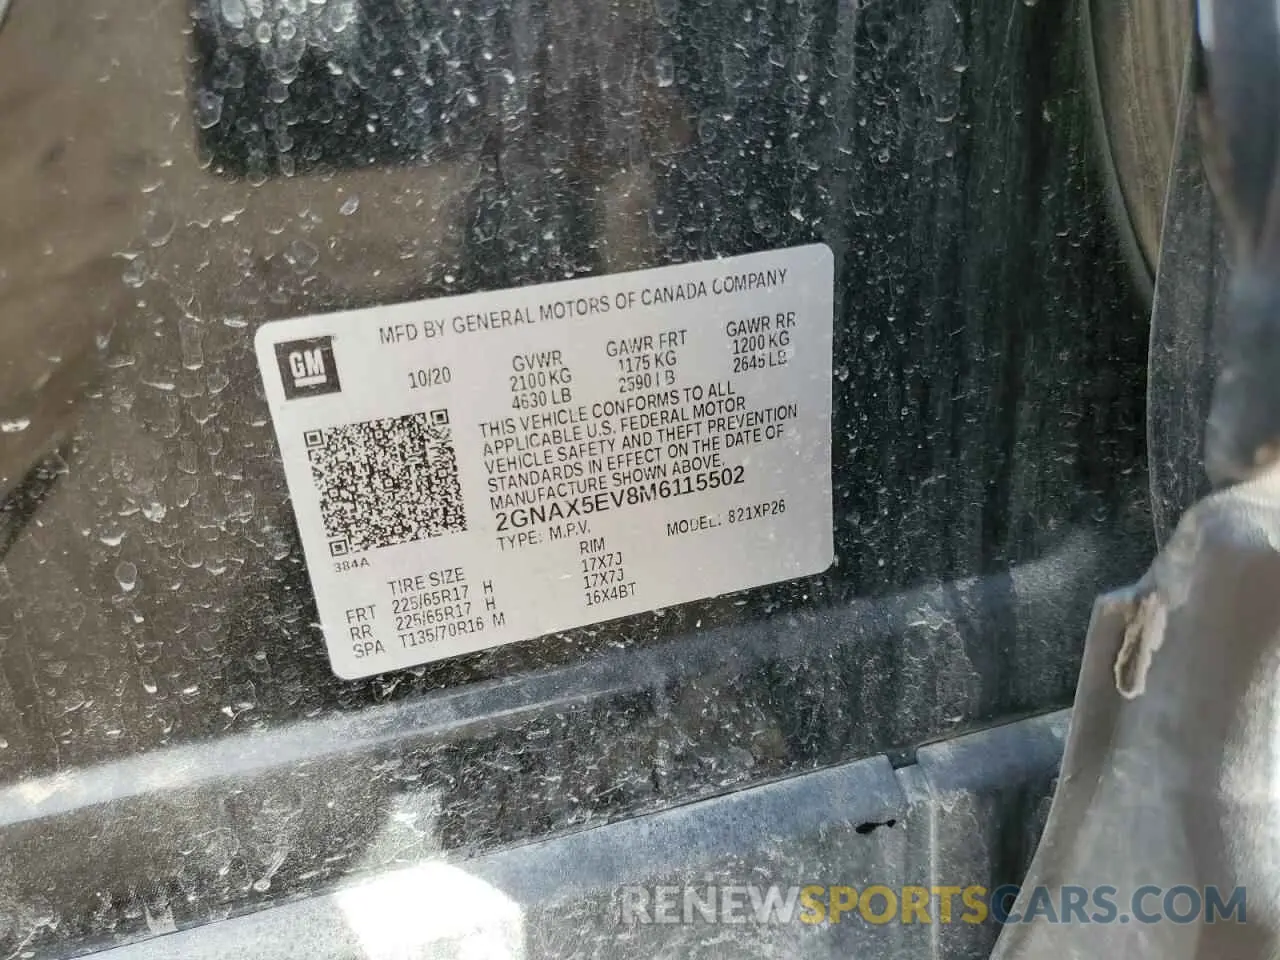 MFD BY GENERAL MOTORS OF CANADA COMPANY
GM
10/20
GVWR
2100 KG
4630 LB
GAWR FRT
1175 KG
2590 LB
GAWR RR
1200 KG
2645 LB
THIS VEHICLE CONFORMS TO ALL
APPLICABLE U.S. FEDERAL MOTOR
VEHICLE SAFETY AND THEFT PREVENTION
STANDARDS IN EFFECT ON THE DATE OF
MANUFACTURE SHOWN ABOVE
2GNAX5EV8M6115502
TYPE: M.P.V. MODEL: 821XP26
384A
TIRE SIZE RIM
FRT 225/65R17 H 17X7J
RR 225/65R17 H 17X7J
SPA T135/70R16 M 16X4BT
RENEWSPORTSCARS.COM